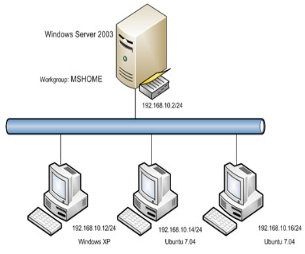 Windows Server 2003
Workgroup: MSHOME
192.168.10.2/24
192.168.10.12/24
Windows XP
192.168.10.14/24
Ubuntu 7.04
192.168.10.16/24
Ubuntu 7.04